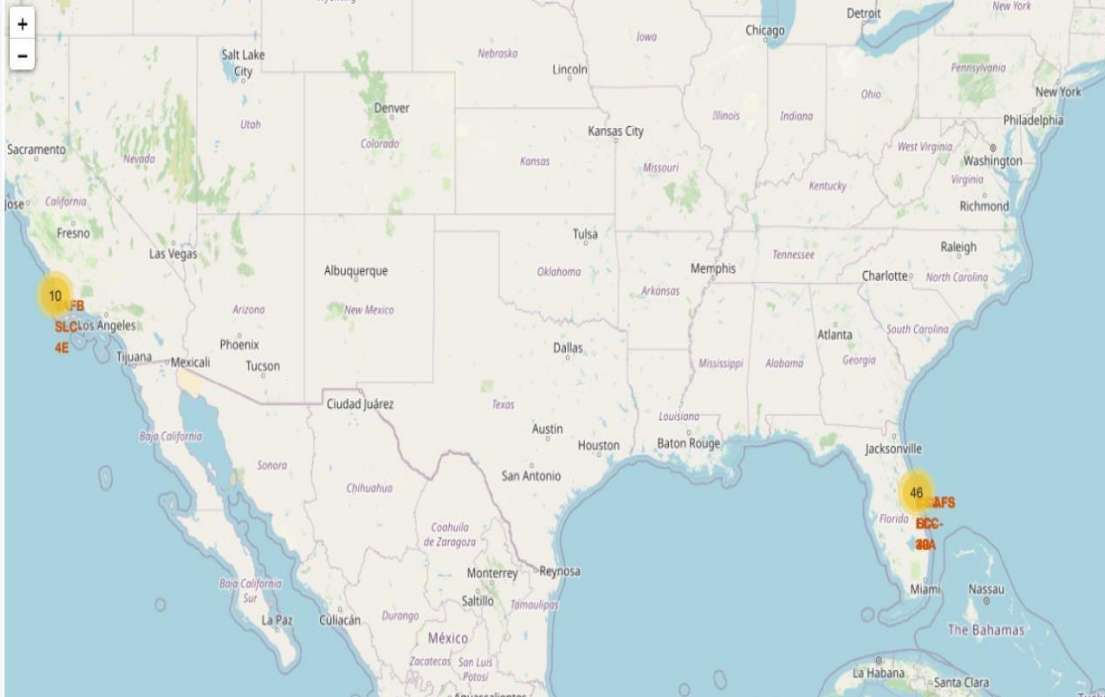 +
−
Detroit
New York
Chicago
Iowa
Nebraska
Salt Lake
City
Lincoln
Pennsylvania
New York
Ohio
Denver
Utah
Illinois
Indiana
Philadelphia
Kansas City
Colorado
Sacramento
Nevada
Kansas
Missouri
West Virginia
Washington
Virginia
Kentucky
California
Jose
Richmond
Fresno
Las Vegas
Tulsa
Raleigh
Tennessee
Albuquerque
Oklahoma
Memphis
Charlotte
North Carolina
Arkansas
10
AFB
Arizona
New Mexico
SLC-
Los Angeles
4E
South Carolina
Atlanta
Phoenix
Dallas
Tijuana
Mexicali
Tucson
Mississippi
Alabama
Georgia
Ciudad Juárez
Texas
Louisiana
Austin
Houston
Baton Rouge
Jacksonville
Baja California
Sonora
San Antonio
Chihuahua
46
AFS
Florida
Coahuila
de Zaragoza
Monterrey
Reynosa
Baja California
Sur
Saltillo
Tamaulipas
Miami
Nassau
La Paz
Culiacán
Durango
México
The Bahamas
Zacatecas
San Luis
Potosí
La Habana
Santa Clara
Aguascalientes